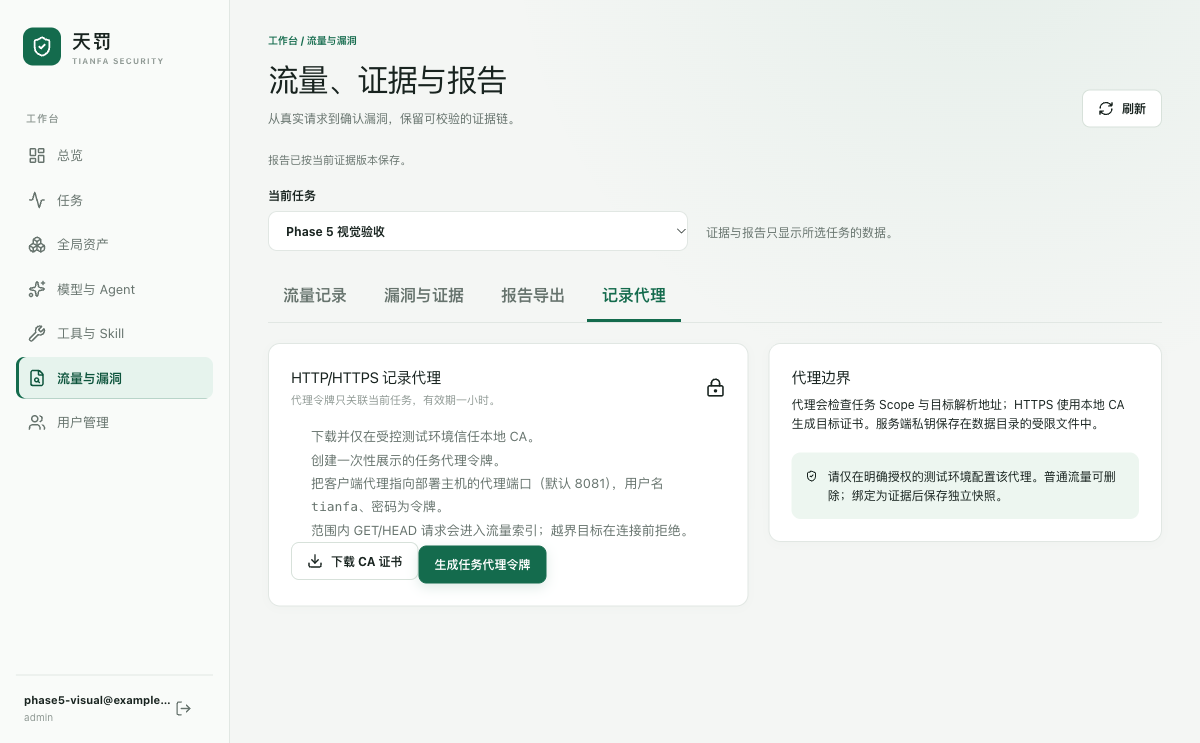 天罚
TIANFA SECURITY
工作台
总览
任务
全局资产
模型与 Agent
工具与 Skill
流量与漏洞
用户管理
phase5-visual@example...
admin
工作台 / 流量与漏洞
流量、证据与报告
从真实请求到确认漏洞，保留可校验的证据链。
刷新
报告已按当前证据版本保存。
当前任务
Phase 5 视觉验收
证据与报告只显示所选任务的数据。
流量记录
漏洞与证据
报告导出
记录代理
HTTP/HTTPS 记录代理
代理令牌只关联当前任务，有效期一小时。
下载并仅在受控测试环境信任本地 CA。
创建一次性展示的任务代理令牌。
把客户端代理指向部署主机的代理端口（默认 8081），用户名
tianfa、密码为令牌。
范围内 GET/HEAD 请求会进入流量索引；越界目标在连接前拒绝。
下载 CA 证书
生成任务代理令牌
代理边界
代理会检查任务 Scope 与目标解析地址；HTTPS 使用本地 CA
生成目标证书。服务端私钥保存在数据目录的受限文件中。
请仅在明确授权的测试环境配置该代理。普通流量可删
除；绑定为证据后保存独立快照。